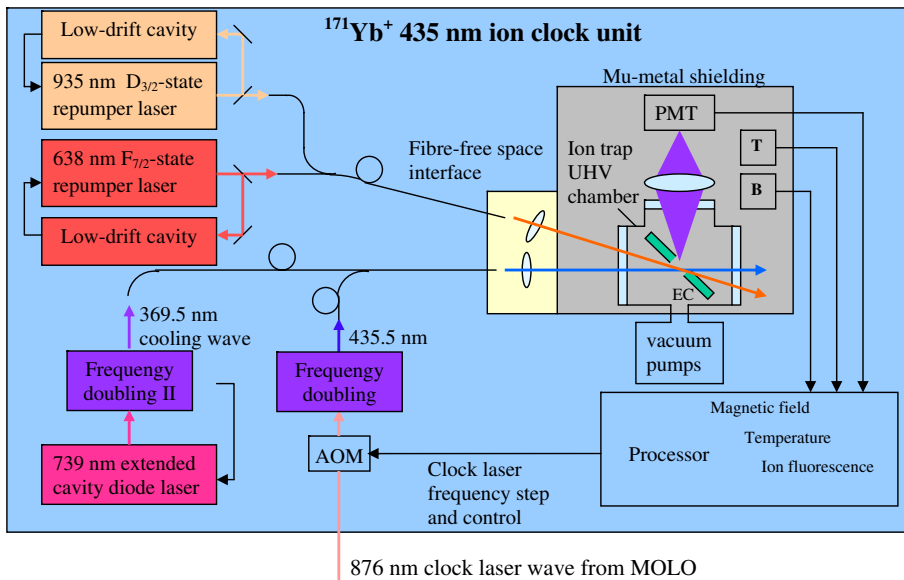 ¹⁷¹Yb⁺ 435 nm ion clock unit
Low-drift cavity
935 nm D3/2-state
repumper laser
638 nm F7/2-state
repumper laser
Low-drift cavity
Fibre-free space
interface
Mu-metal shielding
PMT
Ion trap
UHV
chamber
T
B
EC
vacuum
pumps
369.5 nm
cooling wave
435.5 nm
Frequency
doubling II
Frequency
doubling
739 nm extended
cavity diode laser
AOM
Clock laser
frequency step
and control
Magnetic field
Temperature
Processor
Ion fluorescence
876 nm clock laser wave from MOLO